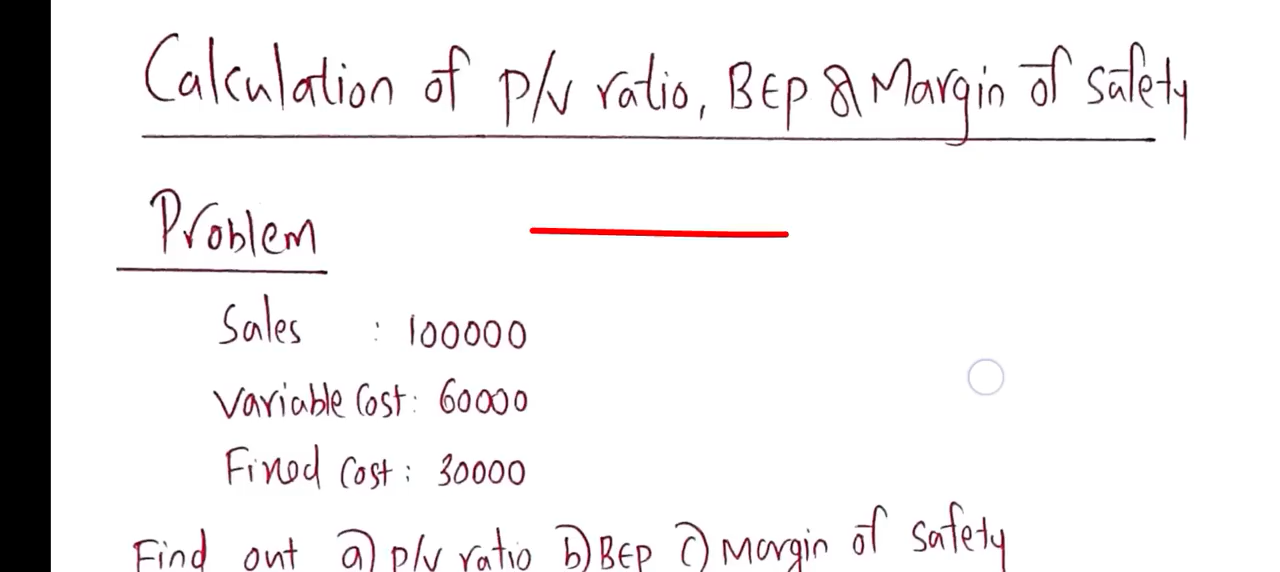 Calculation of P/V ratio, BEP & Margin of safety
Problem
Sales : 100000
Variable Cost: 60000
Fixed Cost: 30000
Find out a) P/V ratio b) BEP c) Margin of safety